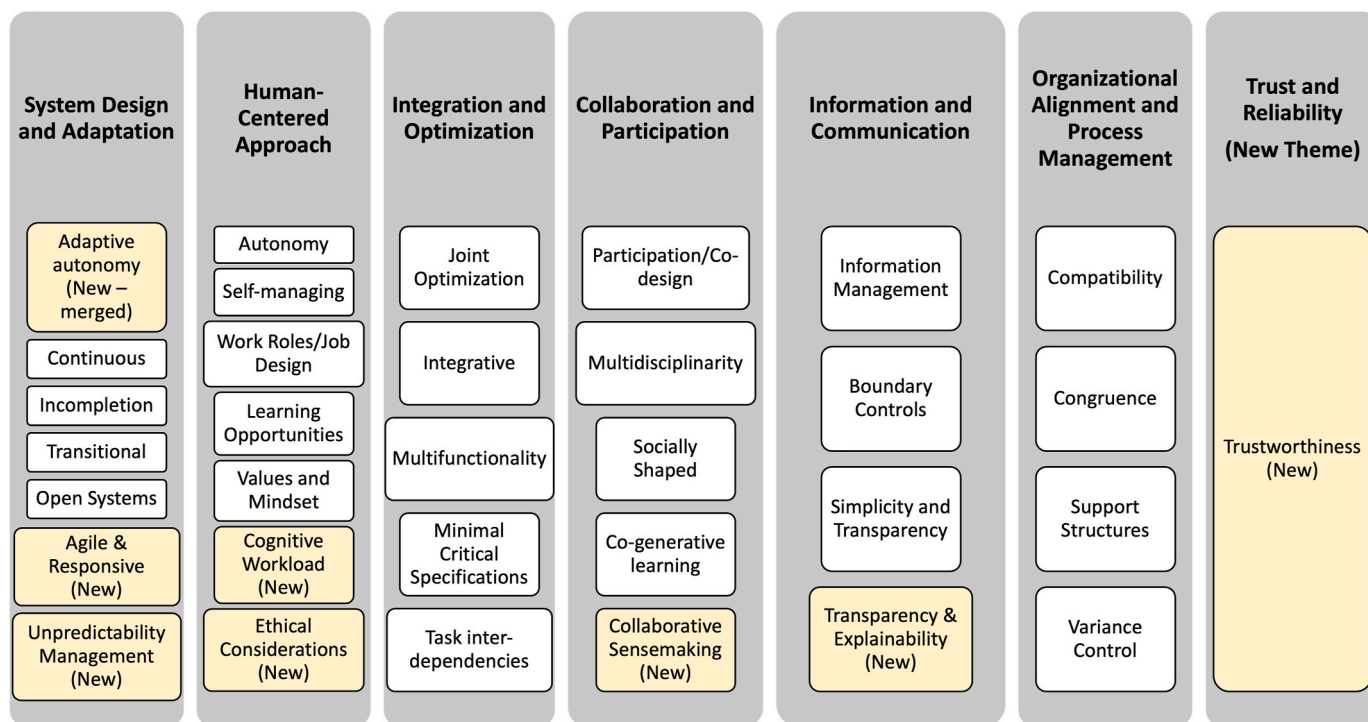 System Design
and Adaptation
Adaptive
autonomy
(New –
merged)
Continuous
Incompletion
Transitional
Open Systems
Agile &
Responsive
(New)
Unpredictability
Management
(New)
Human-
Centered
Approach
Autonomy
Self-managing
Work Roles/Job
Design
Learning
Opportunities
Values and
Mindset
Cognitive
Workload
(New)
Ethical
Considerations
(New)
Integration and
Optimization
Joint
Optimization
Integrative
Multifunctionality
Minimal
Critical
Specifications
Task inter-
dependencies
Collaboration and
Participation
Participation/Co-
design
Multidisciplinarity
Socially
Shaped
Co-generative
learning
Collaborative
Sensemaking
(New)
Information and
Communication
Information
Management
Boundary
Controls
Simplicity and
Transparency
Transparency &
Explainability
(New)
Organizational
Alignment and
Process
Management
Compatibility
Congruence
Support
Structures
Variance
Control
Trust and
Reliability
(New Theme)
Trustworthiness
(New)